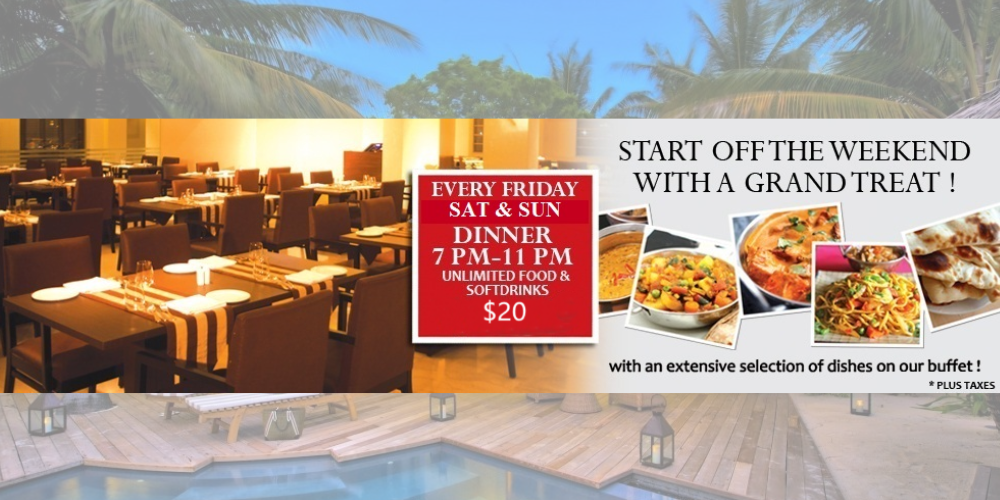 EVERY FRIDAY
SAT & SUN
DINNER
7 PM-11 PM
UNLIMITED FOOD &
SOFTDRINKS
$20
START OFF THE WEEKEND
WITH A GRAND TREAT !
with an extensive selection of dishes on our buffet !
* PLUS TAXES